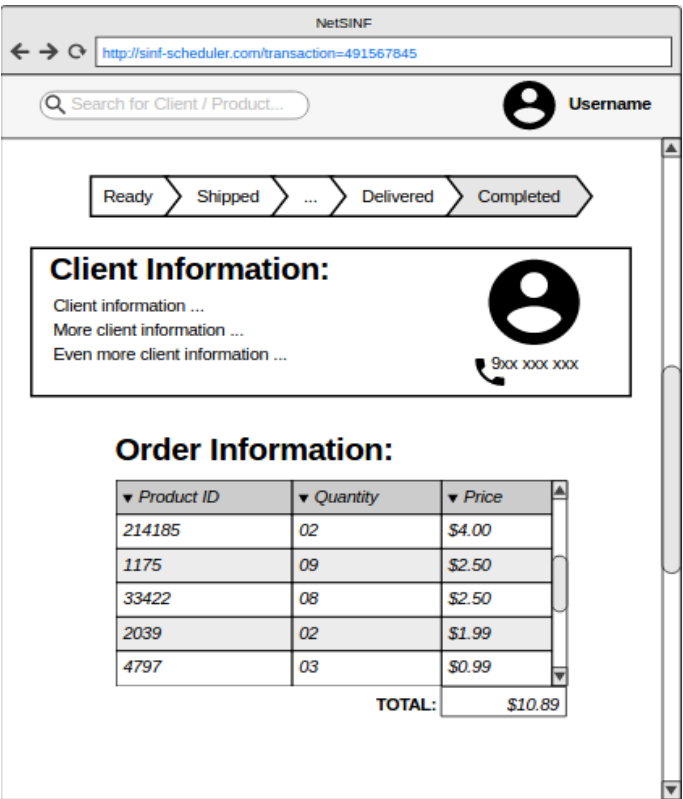 NetSINF
http://sinf-scheduler.com/transaction=491567845
Search for Client / Product...
Username
Ready Shipped ... Delivered Completed
Client Information:
Client information ...
More client information ...
Even more client information ...
9xx xxx xxx
Order Information:
Product ID Quantity Price
214185 02 $4.00
1175 09 $2.50
33422 08 $2.50
2039 02 $1.99
4797 03 $0.99
TOTAL: $10.89